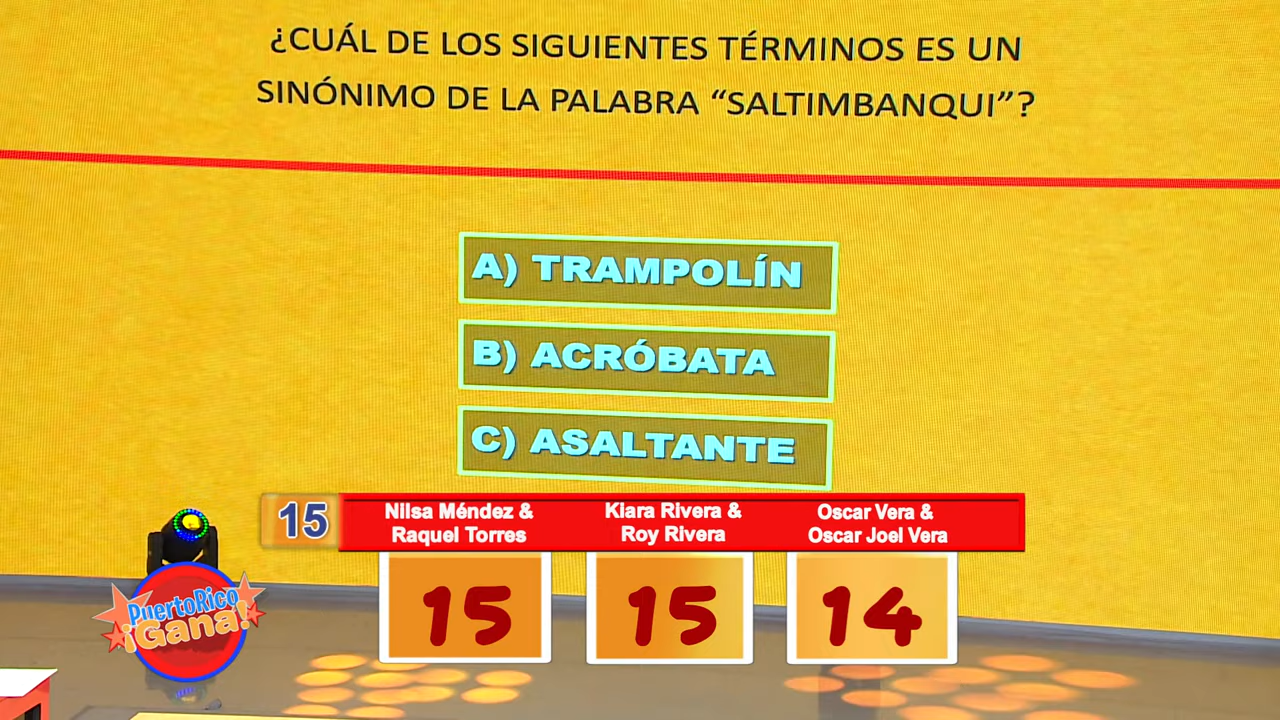 ¿CUÁL DE LOS SIGUIENTES TÉRMINOS ES UN
SINÓNIMO DE LA PALABRA “SALTIMBANQUI”?
A) TRAMPOLÍN
B) ACRÓBATA
C) ASALTANTE
15
Nilsa Méndez &
Raquel Torres
Kiara Rivera &
Roy Rivera
Oscar Vera &
Oscar Joel Vera
15
15
14
PuertoRico
¡Gana!